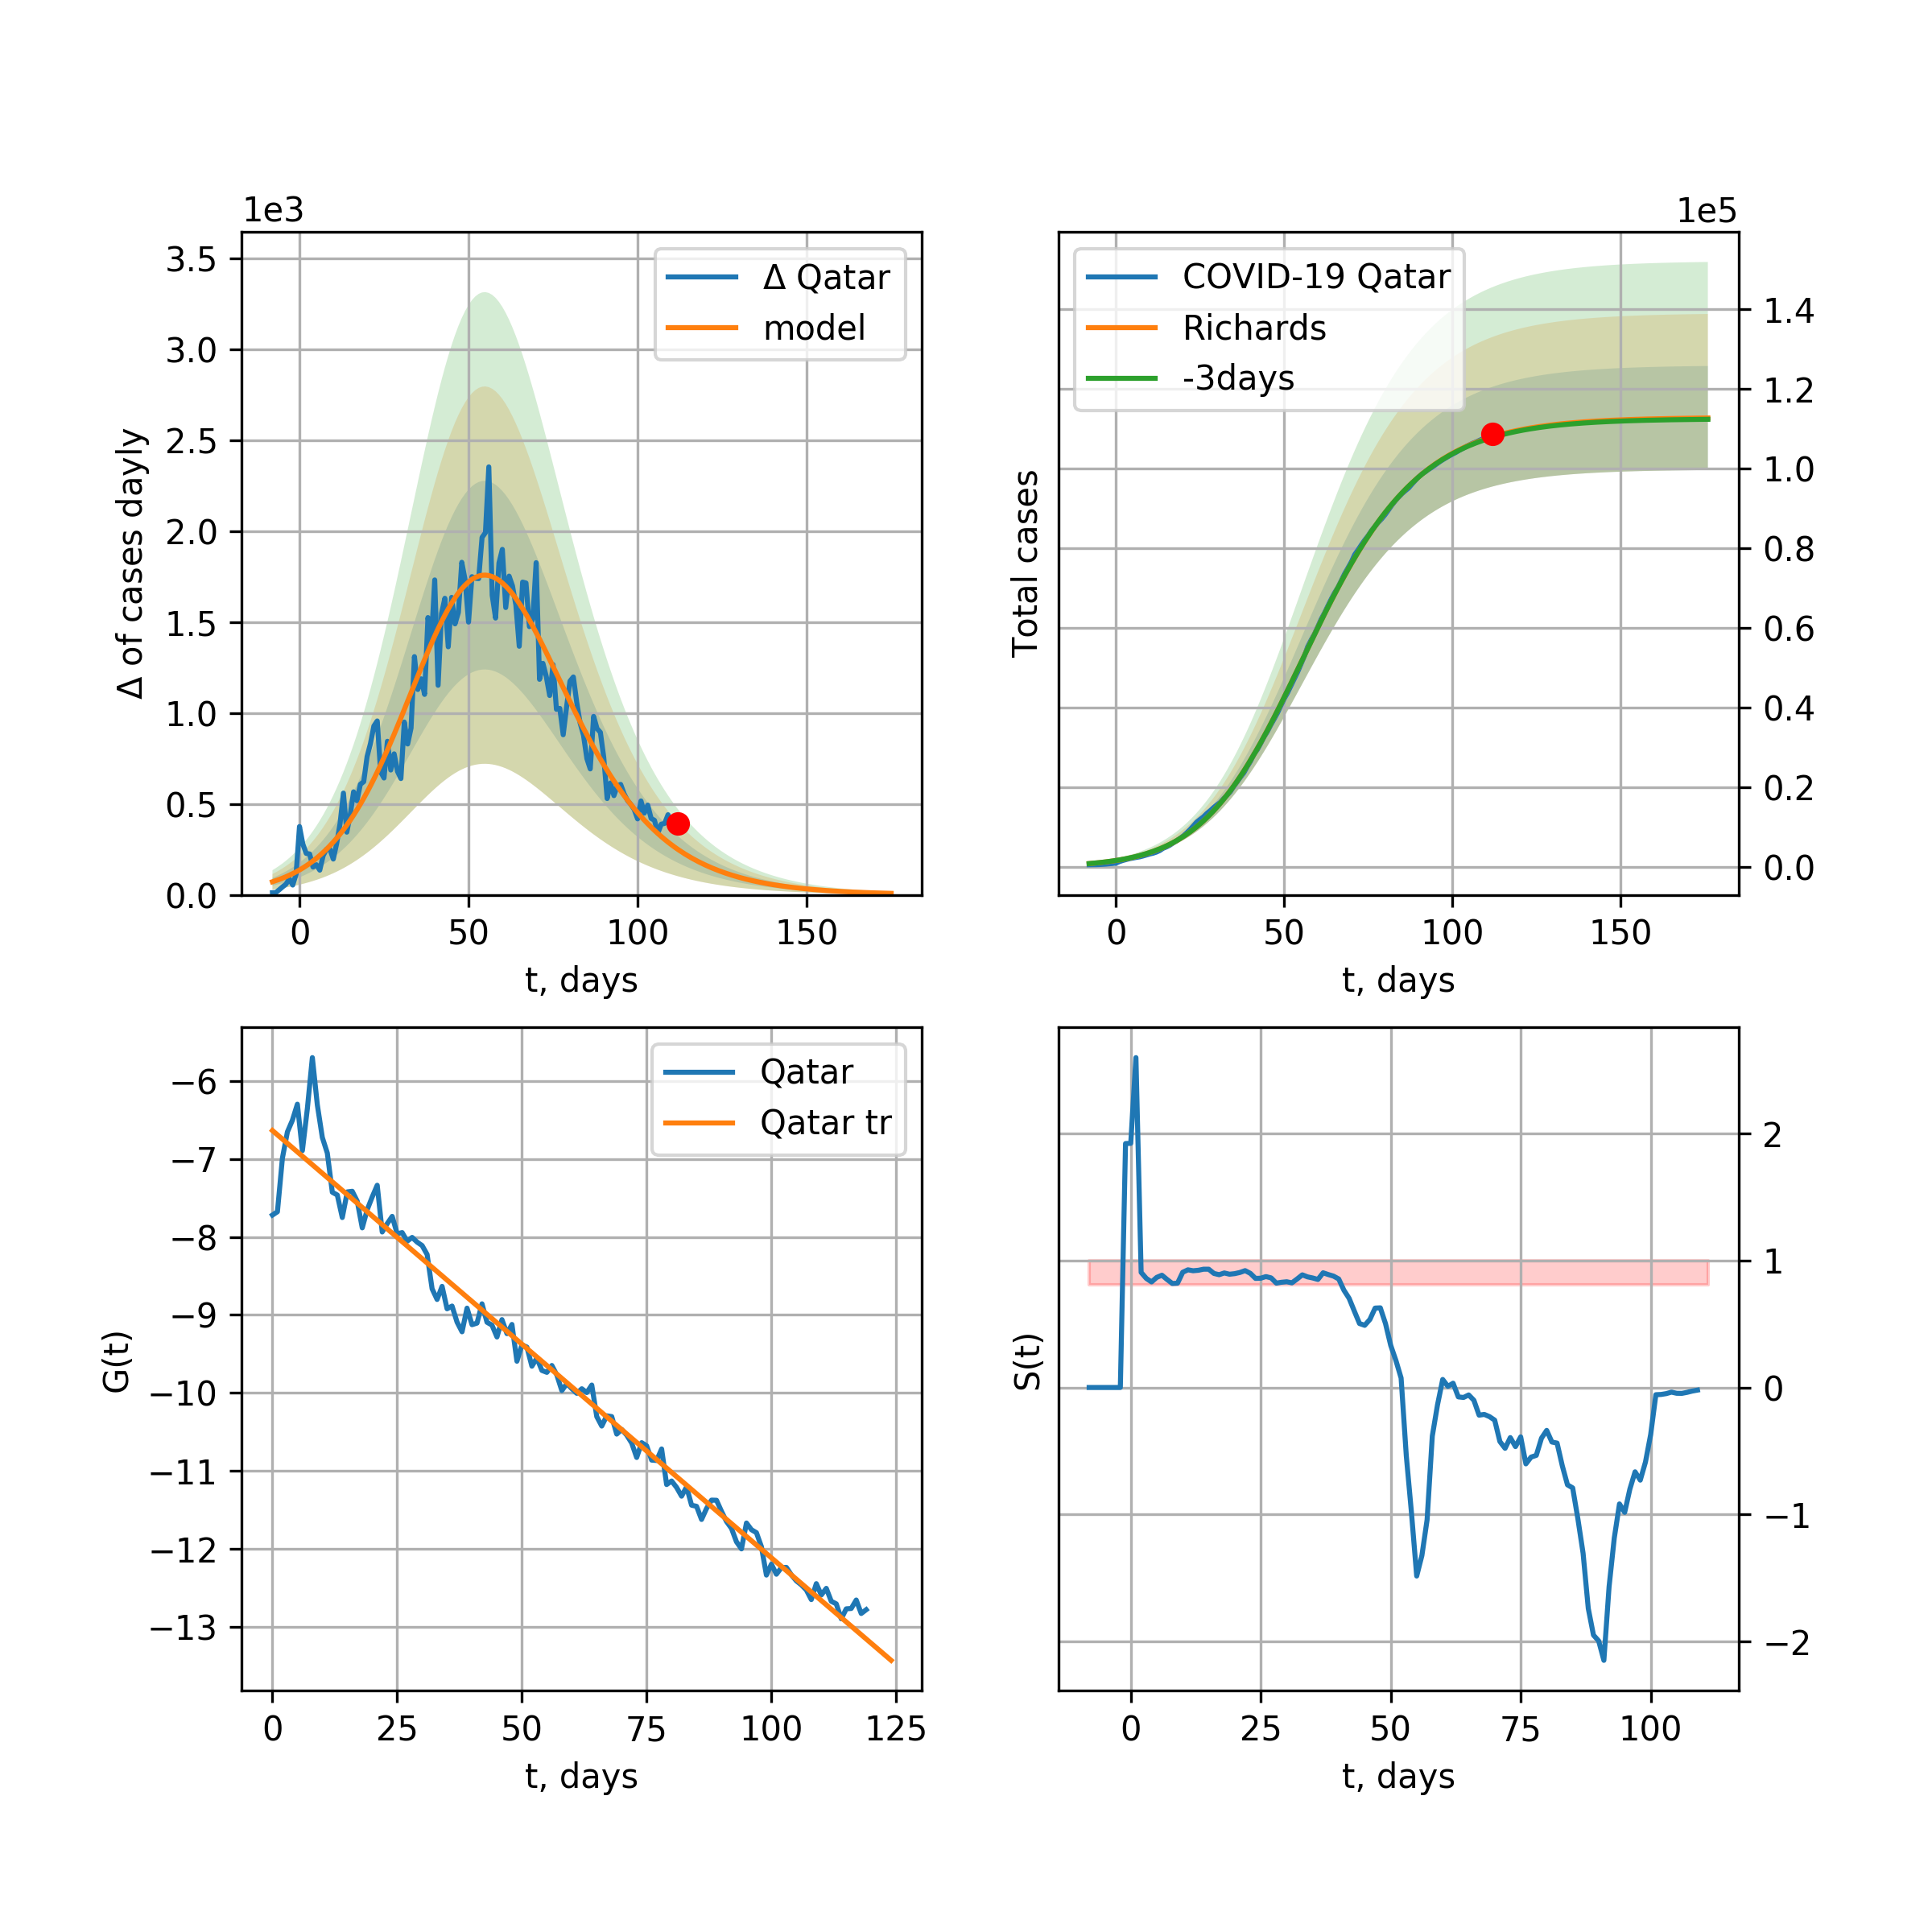 1e3
3.5
3.0
2.5
2.0
1.5
1.0
0.5
0.0
Δ of cases dayly
Δ Qatar
model
0 50 100 150
t, days
1e5
Total cases
COVID-19 Qatar
Richards
-3days
1.4
1.2
1.0
0.8
0.6
0.4
0.2
0.0
0 50 100 150
t, days
G(t)
−6
−7
−8
−9
−10
−11
−12
−13
Qatar
Qatar tr
0 25 50 75 100 125
t, days
S(t)
2
1
0
−1
−2
0 25 50 75 100
t, days